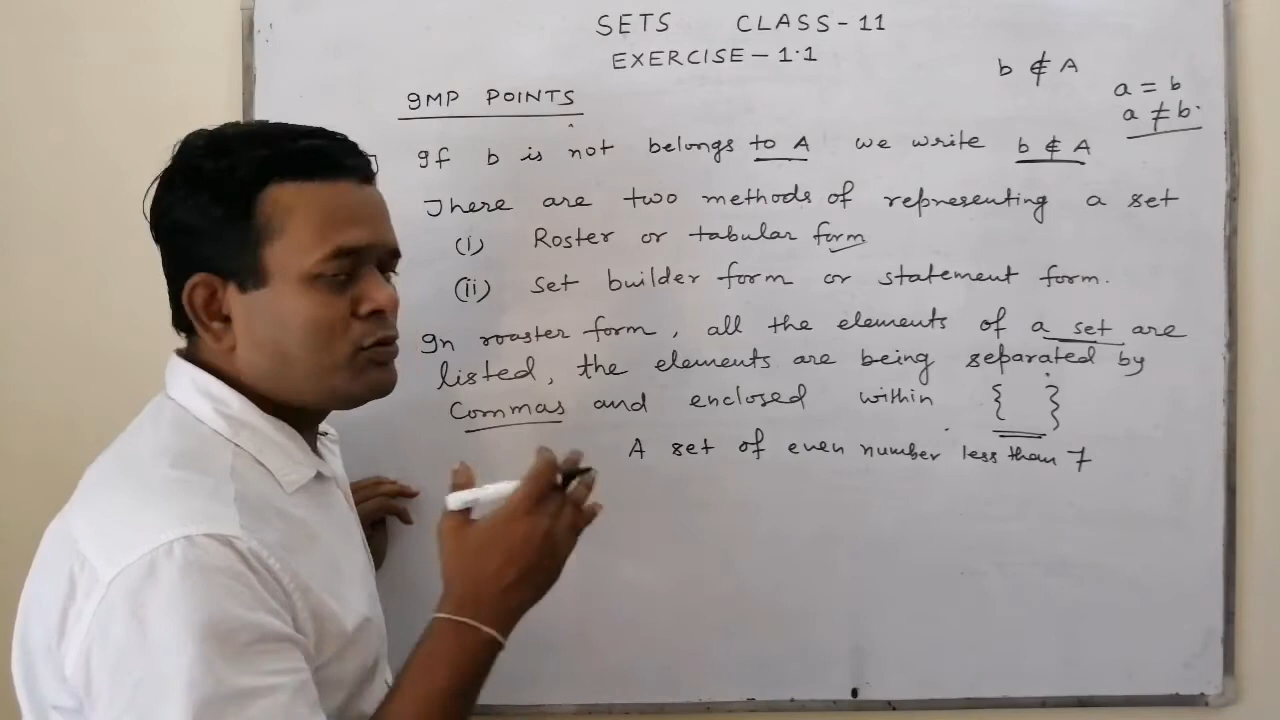 SETS CLASS-11
EXERCISE-1.1
b ∉ A
a = b
a ≠ b
IMP POINTS
If b is not belongs to A we write b ∉ A
There are two methods of representing a set
(i) Roster or tabular form
(ii) Set builder form or statement form.
In roaster form, all the elements of a set are
listed, the elements are being separated by
Commas and enclosed within { }
A set of even number less than 7